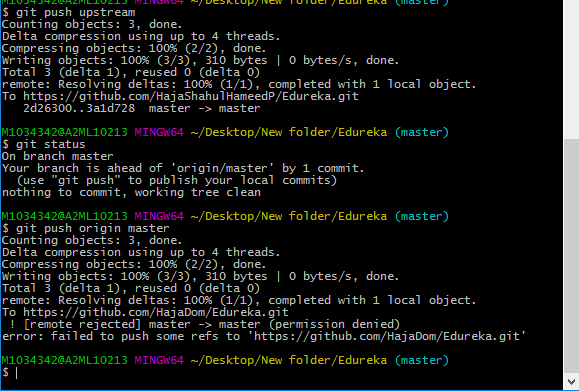 M1034342@A2ML10213 MINGW64 ~/Desktop/New folder/Edureka (master)
$ git push upstream
Counting objects: 3, done.
Delta compression using up to 4 threads.
Compressing objects: 100% (2/2), done.
Writing objects: 100% (3/3), 310 bytes | 0 bytes/s, done.
Total 3 (delta 1), reused 0 (delta 0)
remote: Resolving deltas: 100% (1/1), completed with 1 local object.
To https://github.com/HajaShahulHameedP/Edureka.git
   2d26300..3a1d728  master -> master

M1034342@A2ML10213 MINGW64 ~/Desktop/New folder/Edureka (master)
$ git status
On branch master
Your branch is ahead of 'origin/master' by 1 commit.
  (use "git push" to publish your local commits)
nothing to commit, working tree clean

M1034342@A2ML10213 MINGW64 ~/Desktop/New folder/Edureka (master)
$ git push origin master
Counting objects: 3, done.
Delta compression using up to 4 threads.
Compressing objects: 100% (2/2), done.
Writing objects: 100% (3/3), 310 bytes | 0 bytes/s, done.
Total 3 (delta 1), reused 0 (delta 0)
remote: Resolving deltas: 100% (1/1), completed with 1 local object.
To https://github.com/HajaDom/Edureka.git
 ! [remote rejected] master -> master (permission denied)
error: failed to push some refs to 'https://github.com/HajaDom/Edureka.git'

M1034342@A2ML10213 MINGW64 ~/Desktop/New folder/Edureka (master)
$